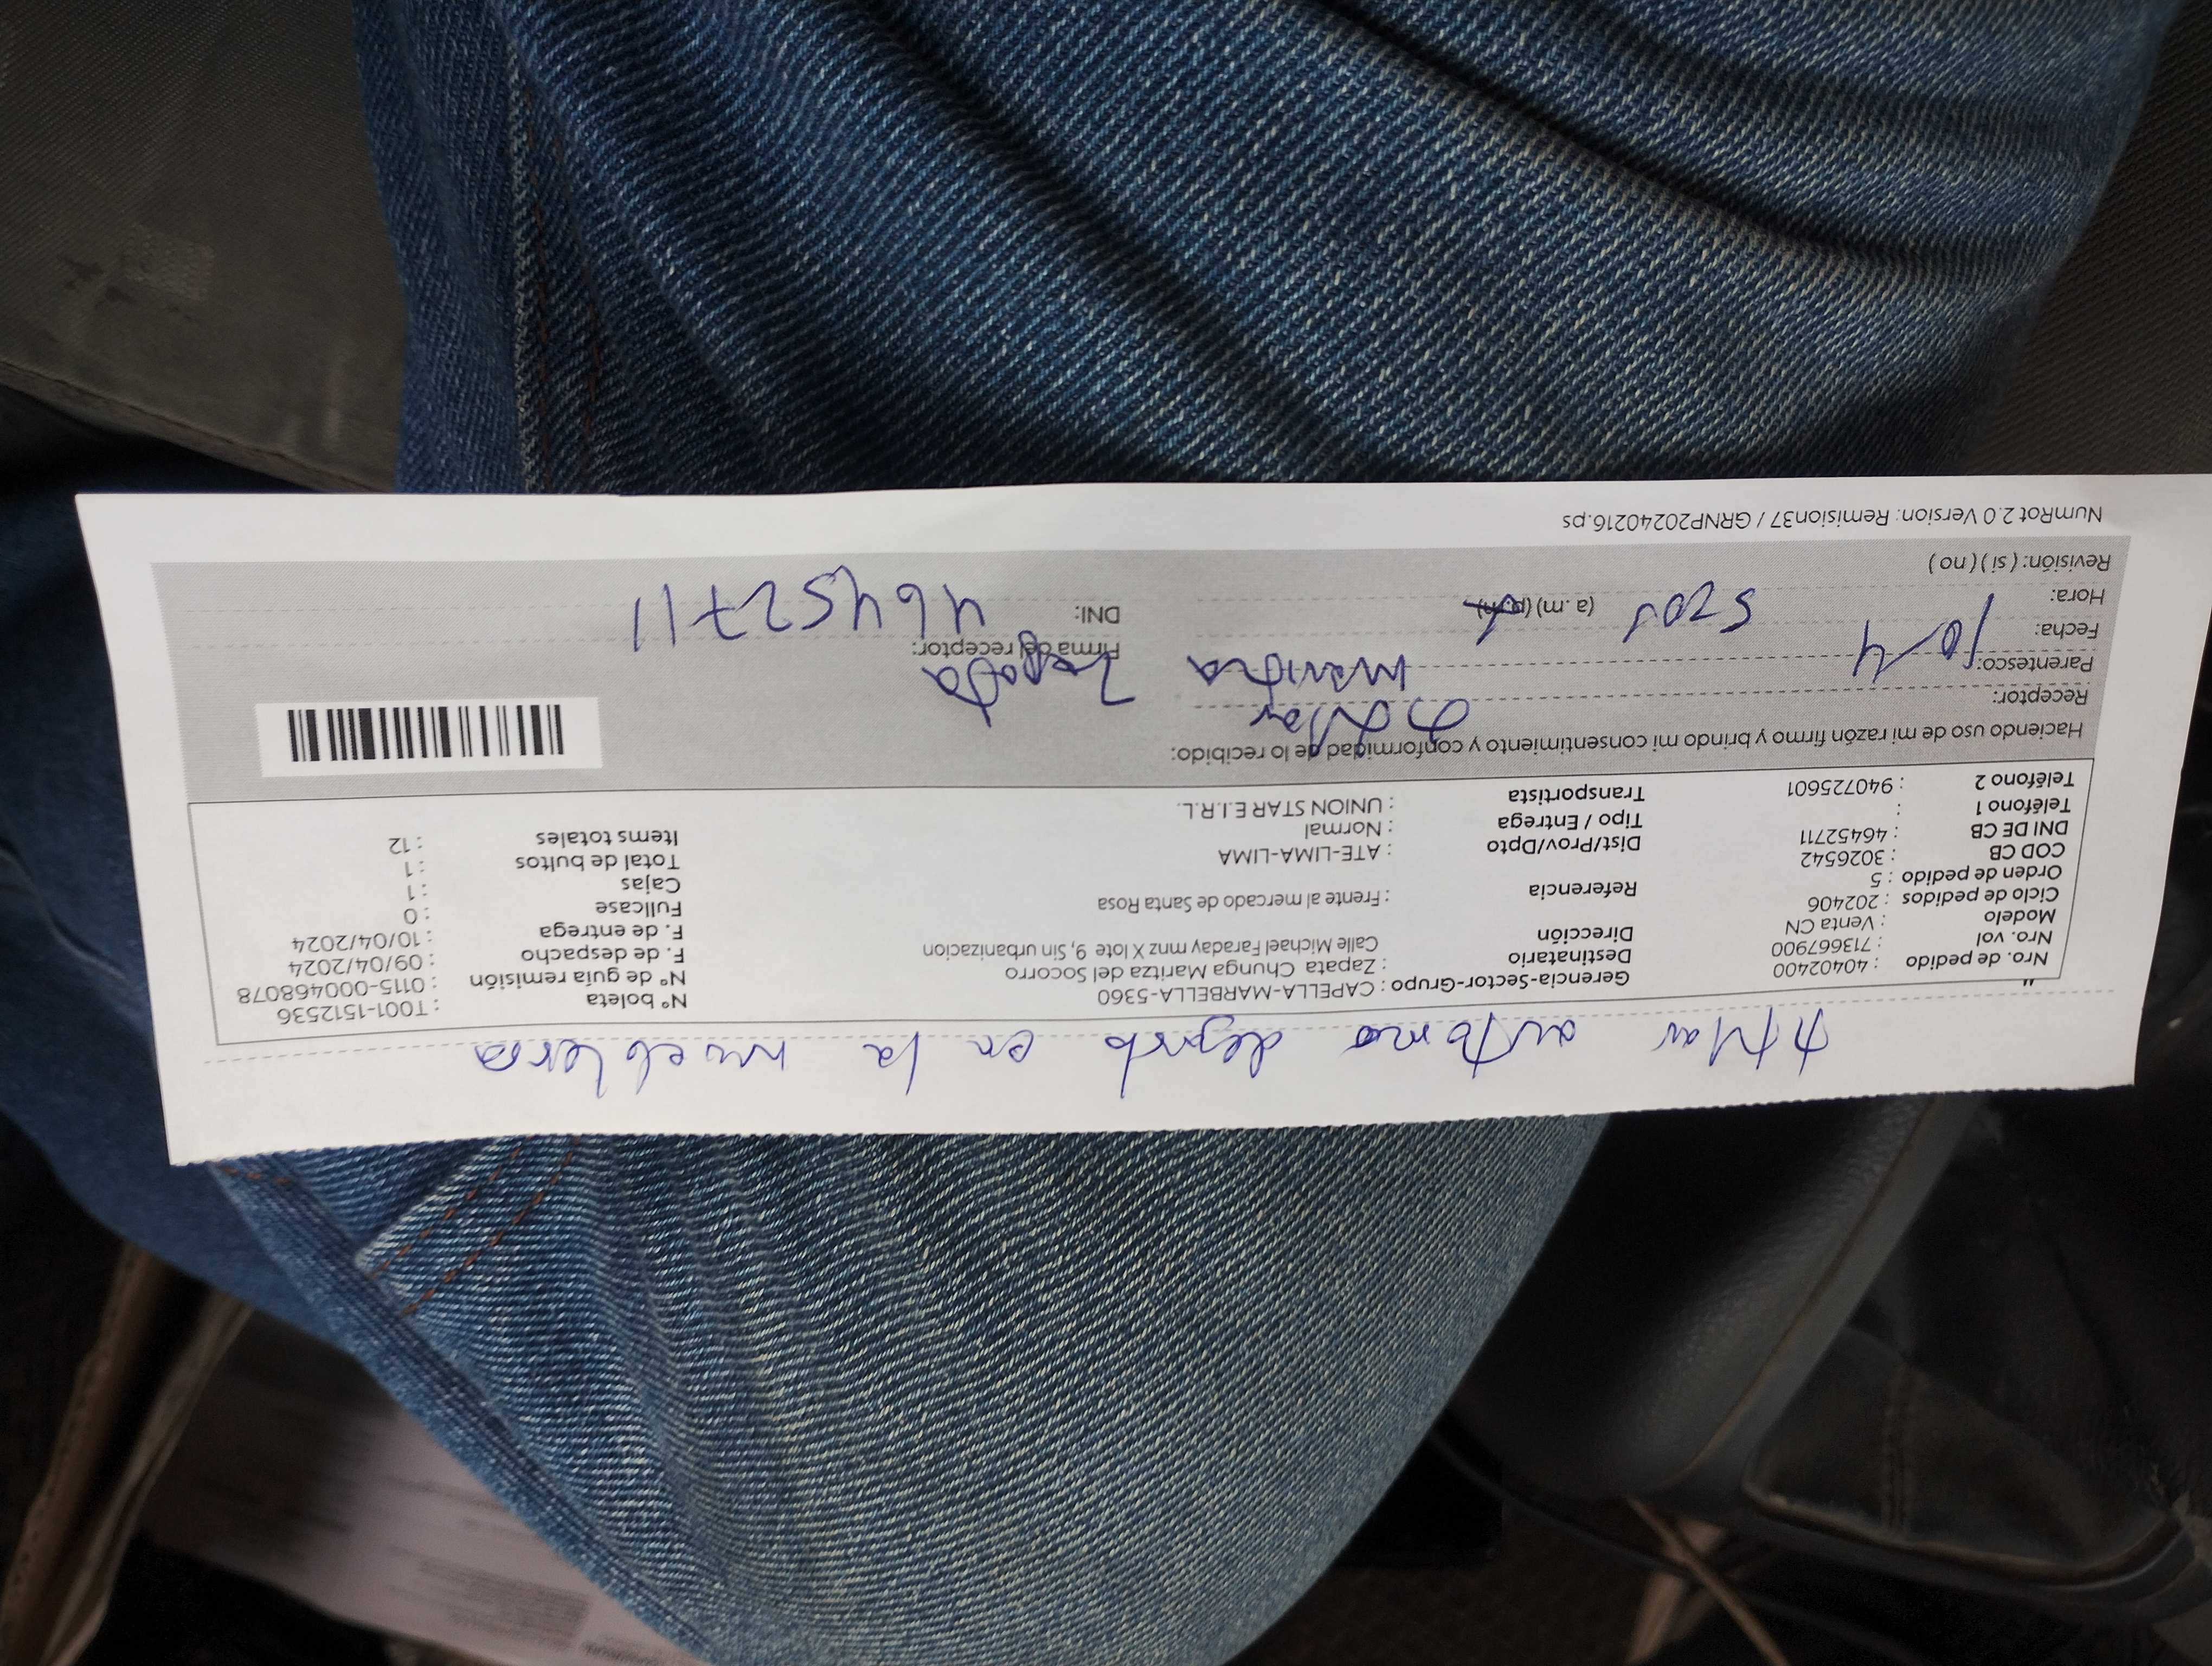 titular autorizo dejarlo en la mueblería
Nro. de pedido : 40402400
Nro. vol : 713667900
Modelo : Venta CN
Ciclo de pedidos : 202406
Orden de pedido : 5
COD CB : 3026542
DNI DE CB : 46452711
Teléfono 1 :
Teléfono 2 : 940725601
Gerencia-Sector-Grupo : CAPELLA-MARBELLA-5360
Destinatario : Zapata Chunga Maritza del Socorro
Dirección Calle Michael Faraday mnz X lote 9, Sin urbanizacion
Referencia : Frente al mercado de Santa Rosa
Dist/Prov/Dpto : ATE-LIMA-LIMA
Tipo / Entrega : Normal
Transportista : UNION STAR E.I.R.L.
N° boleta : T001-1512536
N° de guía remisión : 0115-000468078
F. de despacho : 09/04/2024
F. de entrega : 10/04/2024
Fullcase : 0
Cajas : 1
Total de bultos : 1
Items totales : 12
Haciendo uso de mi razón firmo y brindo mi consentimiento y conformidad de lo recibido:
Receptor: titular
Parentesco: Maritza Zapata
Fecha: 10-4
Hora: (a.m) (p.m)
Revisión: ( si ) ( no )
Firma del receptor:
DNI: 46452711
NumRot 2.0 Version: Remision37 / GRNP20240216.ps